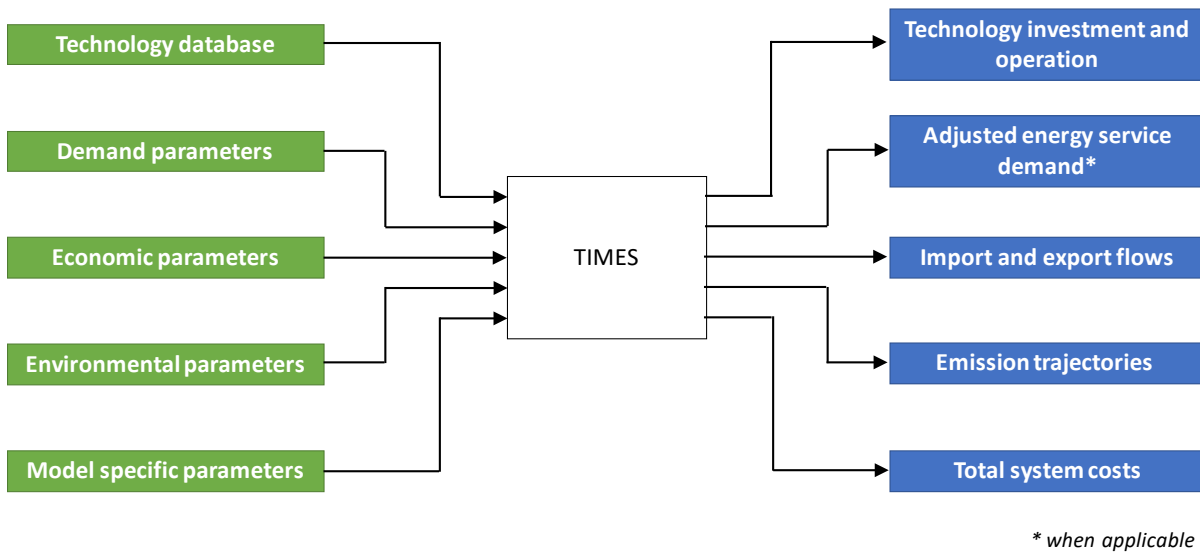 Technology database
Demand parameters
Economic parameters
Environmental parameters
Model specific parameters
TIMES
Technology investment and
operation
Adjusted energy service
demand*
Import and export flows
Emission trajectories
Total system costs
* when applicable